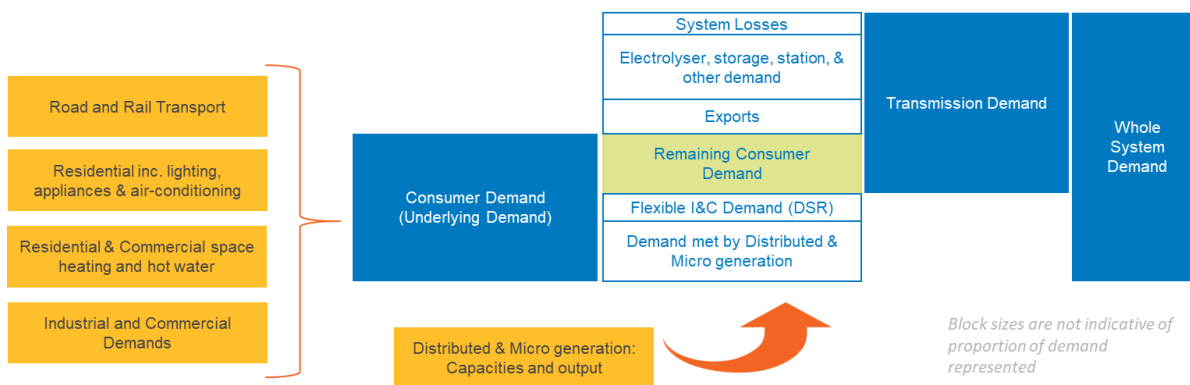 Road and Rail Transport
Residential inc. lighting,
appliances & air-conditioning
Residential & Commercial space
heating and hot water
Industrial and Commercial
Demands
Consumer Demand
(Underlying Demand)
System Losses
Electrolyser, storage, station, &
other demand
Exports
Remaining Consumer
Demand
Flexible I&C Demand (DSR)
Demand met by Distributed &
Micro generation
Distributed & Micro generation:
Capacities and output
Transmission Demand
Whole
System
Demand
Block sizes are not indicative of
proportion of demand
represented